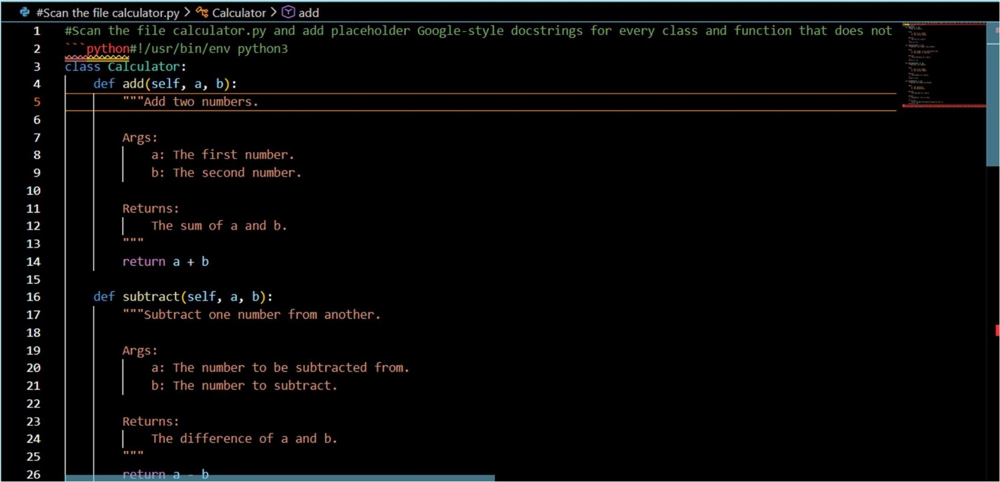 #Scan the file calculator.py > Calculator > add
1 #Scan the file calculator.py and add placeholder Google-style docstrings for every class and function that does not
2 ```python#!/usr/bin/env python3
3 class Calculator:
4     def add(self, a, b):
5         """Add two numbers.
6
7         Args:
8             a: The first number.
9             b: The second number.
10
11         Returns:
12             The sum of a and b.
13         """
14         return a + b
15
16     def subtract(self, a, b):
17         """Subtract one number from another.
18
19         Args:
20             a: The number to be subtracted from.
21             b: The number to subtract.
22
23         Returns:
24             The difference of a and b.
25         """
26         return a - b